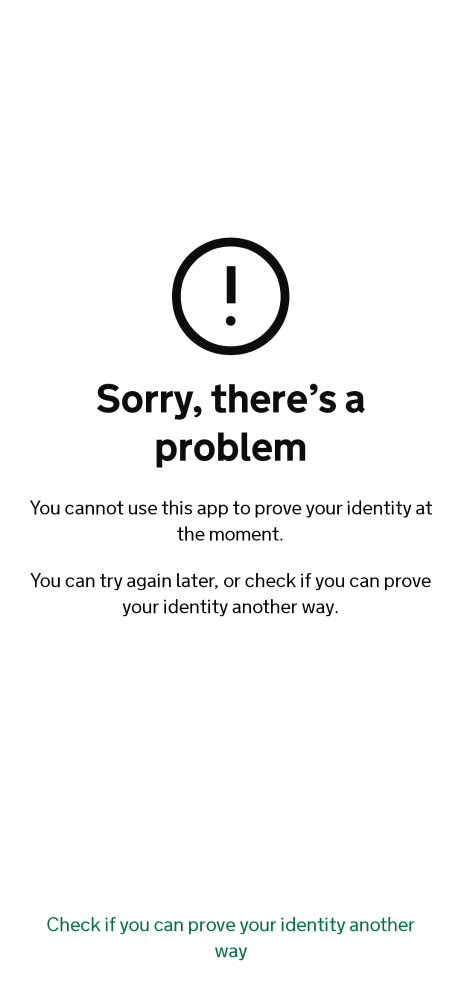 Sorry, there’s a
problem
You cannot use this app to prove your identity at
the moment.
You can try again later, or check if you can prove
your identity another way.
Check if you can prove your identity another
way